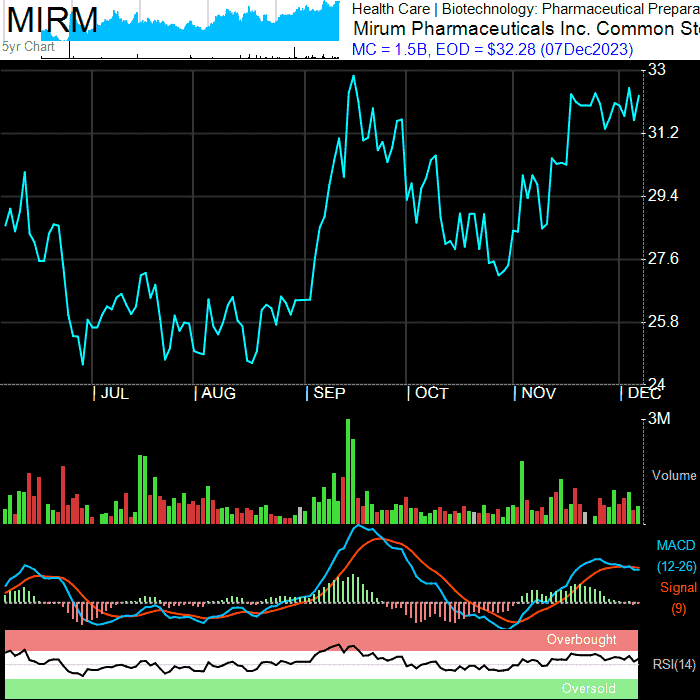 MIRM
5yr Chart
Health Care | Biotechnology: Pharmaceutical Prepara
Mirum Pharmaceuticals Inc. Common Sto
MC = 1.5B, EOD = $32.28 (07Dec2023)
33
31.2
29.4
27.6
25.8
24
| JUL | AUG | SEP | OCT | NOV | DEC
3M
Volume
MACD
(12-26)
Signal
(9)
Overbought
RSI(14)
Oversold